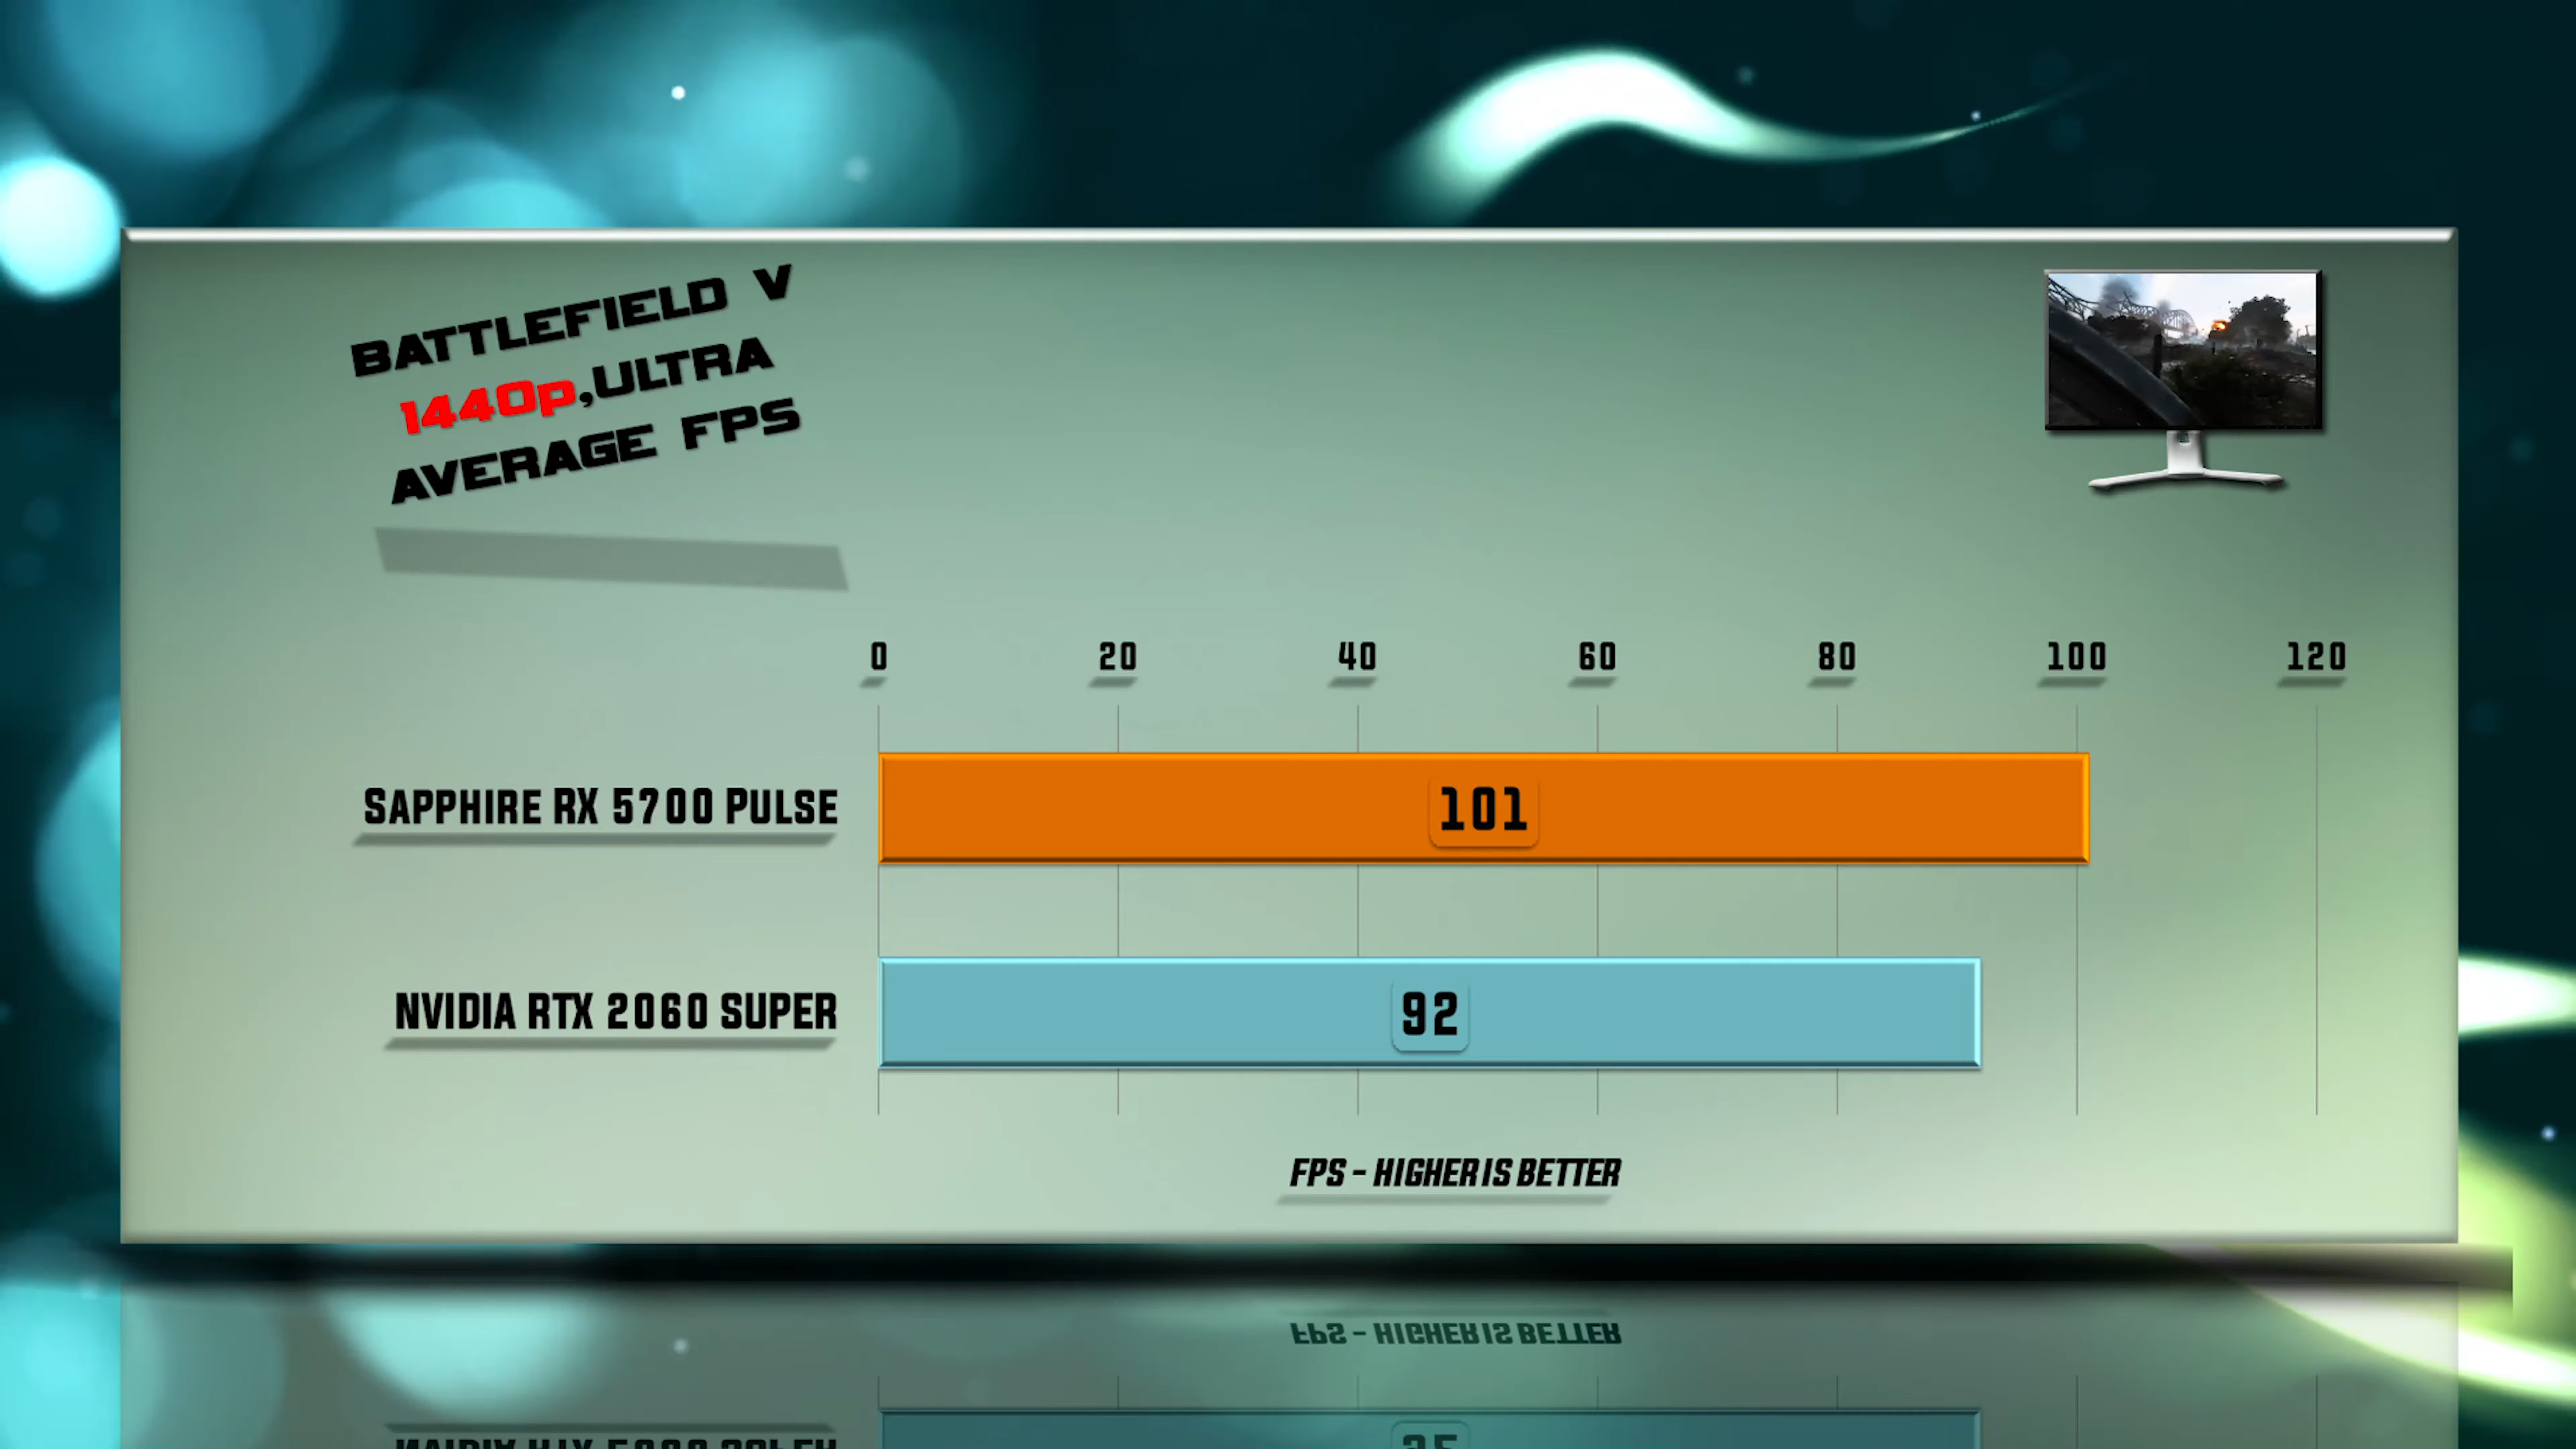 BATTLEFIELD V
1440p,ULTRA
AVERAGE FPS
0 20 40 60 80 100 120
SAPPHIRE RX 5700 PULSE 101
NVIDIA RTX 2060 SUPER 92
FPS - HIGHER IS BETTER